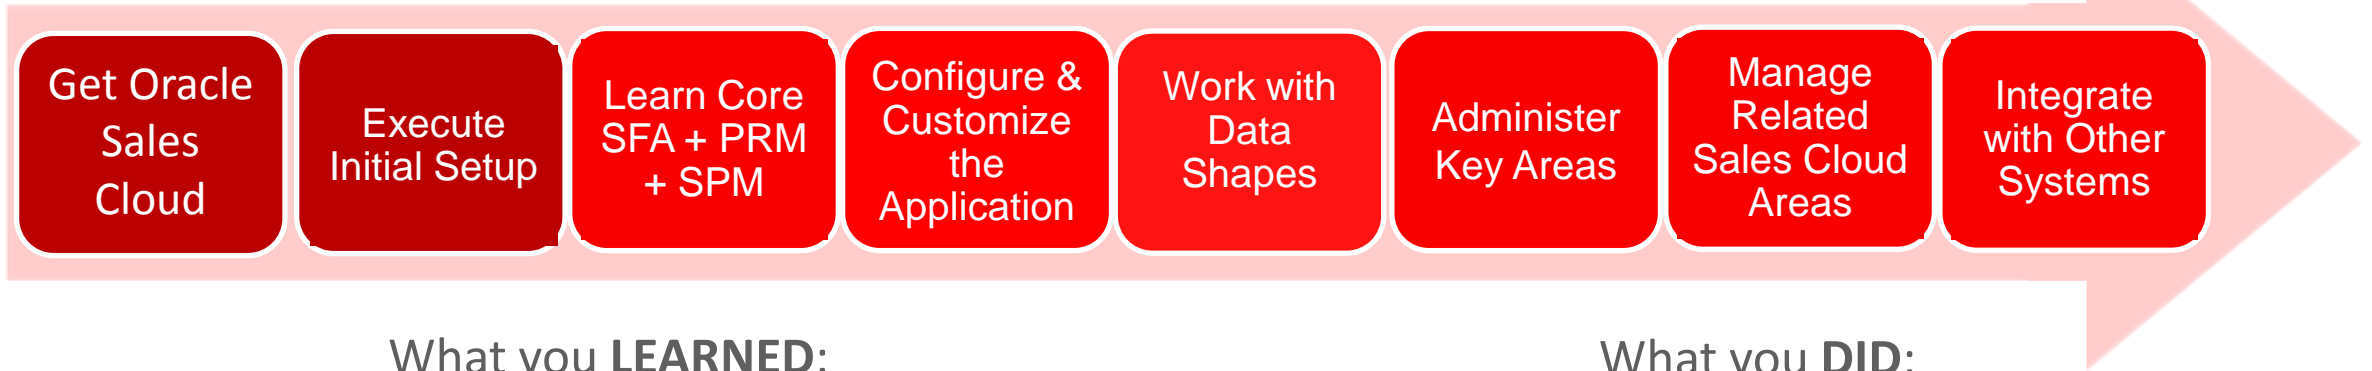 Get Oracle
Sales
Cloud
Execute
Initial Setup
Learn Core
SFA + PRM
+ SPM
Configure &
Customize
the
Application
Work with
Data
Shapes
Administer
Key Areas
Manage
Related
Sales Cloud
Areas
Integrate
with Other
Systems
What you LEARNED:
What you DID: